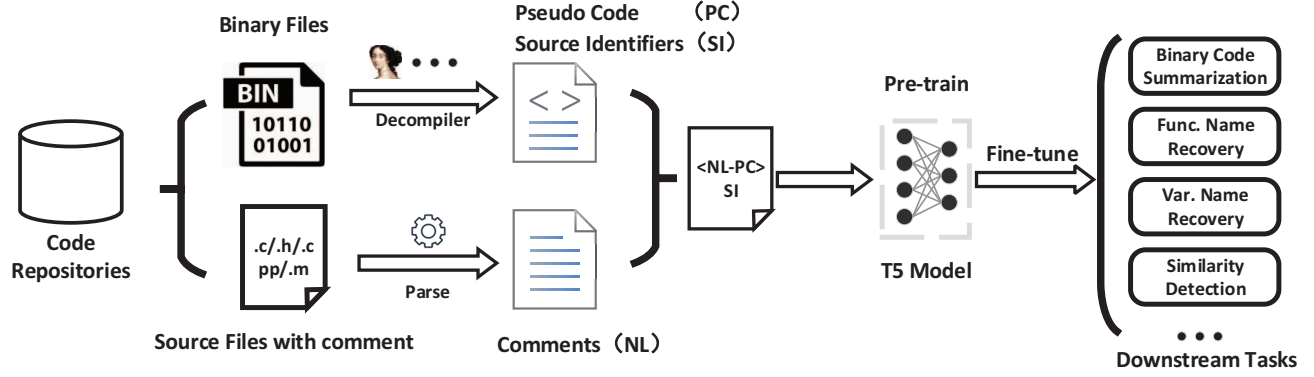 Binary Files
BIN
10110
01001
Decompiler
Pseudo Code （PC）
Source Identifiers（SI）
< >
Code
Repositories
.c/.h/.c
pp/.m
Source Files with comment
Parse
Comments（NL）
<NL-PC>
SI
Pre-train
T5 Model
Fine-tune
Binary Code
Summarization
Func. Name
Recovery
Var. Name
Recovery
Similarity
Detection
Downstream Tasks